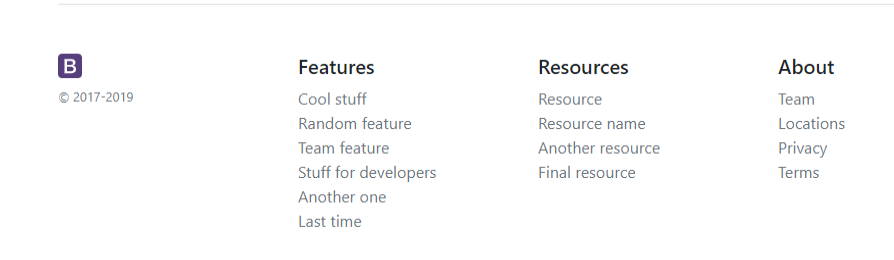 B
© 2017-2019
Features
Cool stuff
Random feature
Team feature
Stuff for developers
Another one
Last time
Resources
Resource
Resource name
Another resource
Final resource
About
Team
Locations
Privacy
Terms